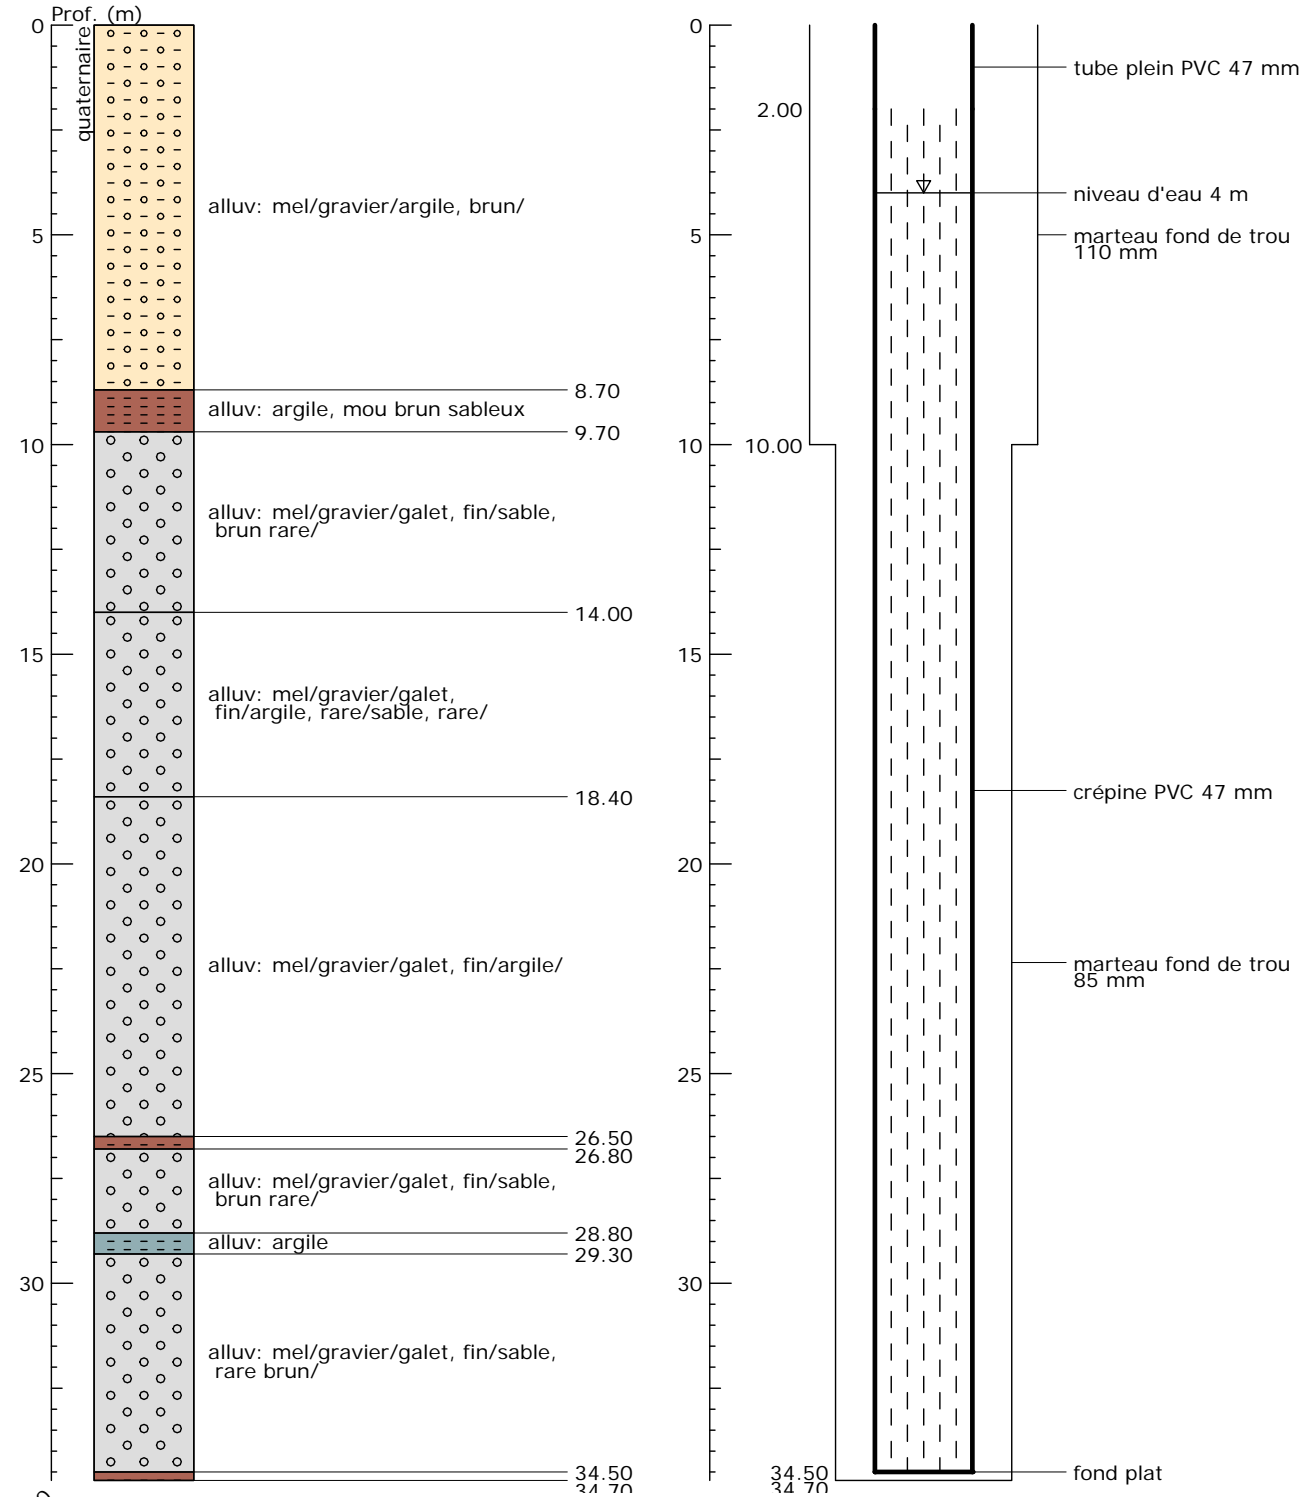 Prof. (m)
quaternaire
0
5
10
15
20
25
30
alluv: mel/gravier/argile, brun/
8.70
alluv: argile, mou brun sableux
9.70
alluv: mel/gravier/galet, fin/sable,
brun rare/
14.00
alluv: mel/gravier/galet,
fin/argile, rare/sable, rare/
18.40
alluv: mel/gravier/galet, fin/argile/
26.50
26.80
alluv: mel/gravier/galet, fin/sable,
brun rare/
28.80
alluv: argile
29.30
alluv: mel/gravier/galet, fin/sable,
rare brun/
34.50
34.70
0
5
10
15
20
25
30
2.00
10.00
34.50
34.70
tube plein PVC 47 mm
niveau d'eau 4 m
marteau fond de trou
110 mm
crépine PVC 47 mm
marteau fond de trou
85 mm
fond plat